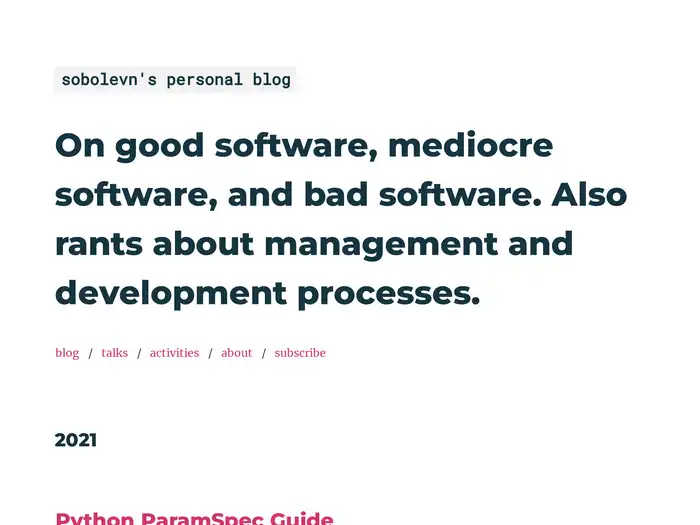 sobolevn's personal blog
On good software, mediocre
software, and bad software. Also
rants about management and
development processes.
blog / talks / activities / about / subscribe
2021
Python ParamSpec Guide